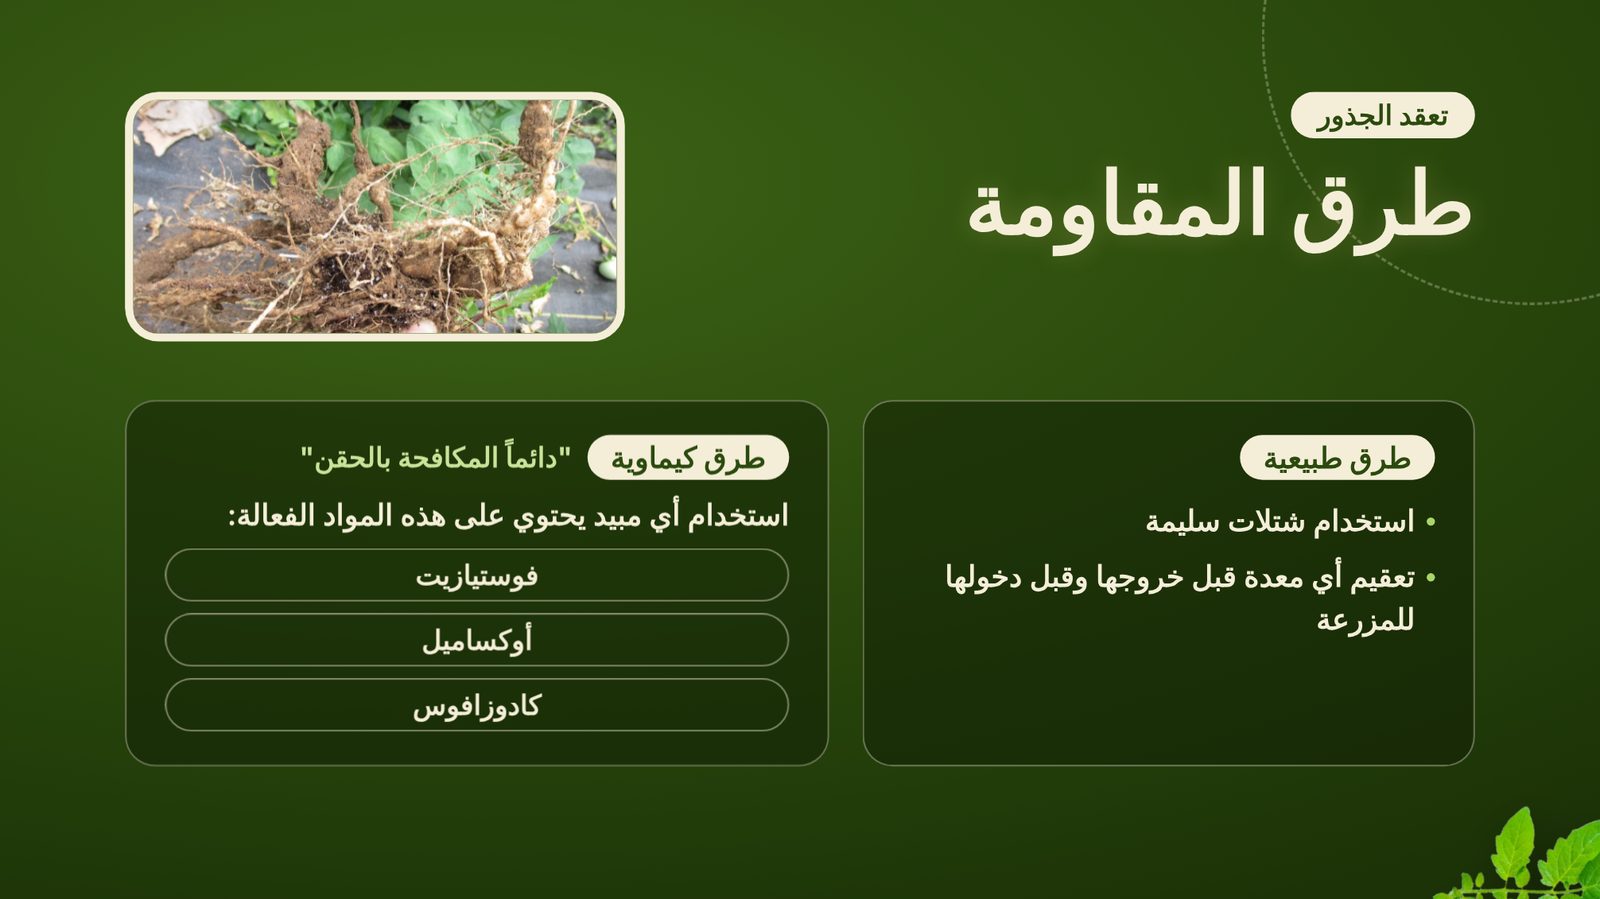 تعقد الجذور
طرق المقاومة
طرق طبيعية
• استخدام شتلات سليمة
• تعقيم أي معدة قبل خروجها وقبل دخولها
للمزرعة
طرق كيماوية "دائماً المكافحة بالحقن"
استخدام أي مبيد يحتوي على هذه المواد الفعالة:
فوستيازيت
أوكساميل
كادوزافوس